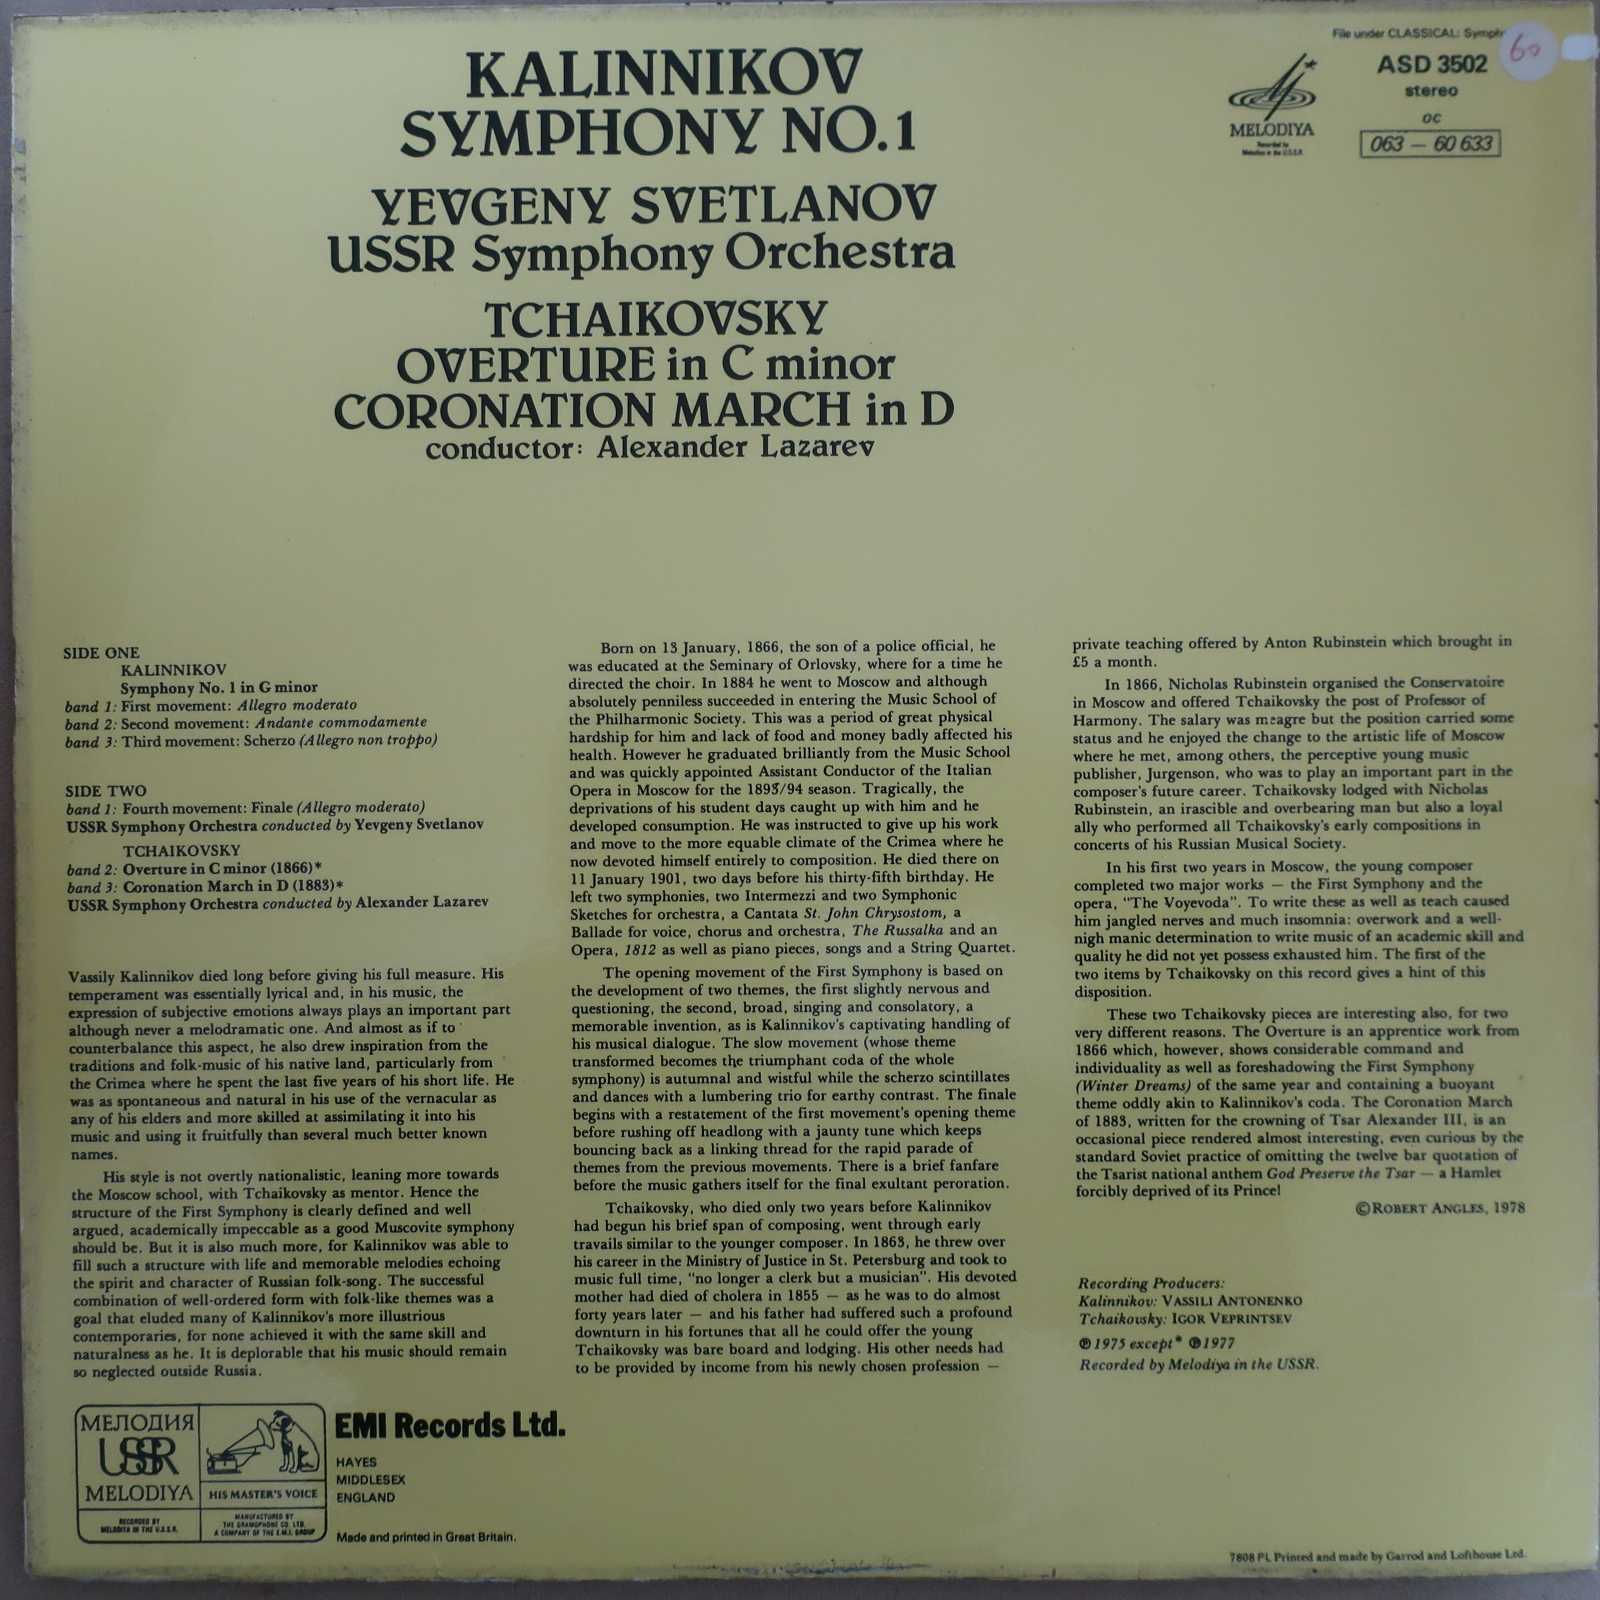 File under CLASSICAL: Symph
60
ASD 3502
stereo
OC
063 — 60 633
MELODIYA
Recorded by
Melodiya in the U.S.S.R.
KALINNIKOV
SYMPHONY NO.1
YEVGENY SVETLANOV
USSR Symphony Orchestra
TCHAIKOVSKY
OVERTURE in C minor
CORONATION MARCH in D
conductor: Alexander Lazarev
SIDE ONE
KALINNIKOV
Symphony No. 1 in G minor
band 1: First movement: Allegro moderato
band 2: Second movement: Andante commodamente
band 3: Third movement: Scherzo (Allegro non troppo)
SIDE TWO
band 1: Fourth movement: Finale (Allegro moderato)
USSR Symphony Orchestra conducted by Yevgeny Svetlanov
TCHAIKOVSKY
band 2: Overture in C minor (1866)*
band 3: Coronation March in D (1883)*
USSR Symphony Orchestra conducted by Alexander Lazarev
Vassily Kalinnikov died long before giving his full measure. His
temperament was essentially lyrical and, in his music, the
expression of subjective emotions always plays an important part
although never a melodramatic one. And almost as if to
counterbalance this aspect, he also drew inspiration from the
traditions and folk-music of his native land, particularly from
the Crimea where he spent the last five years of his short life. He
was as spontaneous and natural in his use of the vernacular as
any of his elders and more skilled at assimilating it into his
music and using it fruitfully than several much better known
names.
His style is not overtly nationalistic, leaning more towards
the Moscow school, with Tchaikovsky as mentor. Hence the
structure of the First Symphony is clearly defined and well
argued, academically impeccable as a good Muscovite symphony
should be. But it is also much more, for Kalinnikov was able to
fill such a structure with life and memorable melodies echoing
the spirit and character of Russian folk-song. The successful
combination of well-ordered form with folk-like themes was a
goal that eluded many of Kalinnikov's more illustrious
contemporaries, for none achieved it with the same skill and
naturalness as he. It is deplorable that his music should remain
so neglected outside Russia.
Born on 13 January, 1866, the son of a police official, he
was educated at the Seminary of Orlovsky, where for a time he
directed the choir. In 1884 he went to Moscow and although
absolutely penniless succeeded in entering the Music School of
the Philharmonic Society. This was a period of great physical
hardship for him and lack of food and money badly affected his
health. However he graduated brilliantly from the Music School
and was quickly appointed Assistant Conductor of the Italian
Opera in Moscow for the 1893/94 season. Tragically, the
deprivations of his student days caught up with him and he
developed consumption. He was instructed to give up his work
and move to the more equable climate of the Crimea where he
now devoted himself entirely to composition. He died there on
11 January 1901, two days before his thirty-fifth birthday. He
left two symphonies, two Intermezzi and two Symphonic
Sketches for orchestra, a Cantata St. John Chrysostom, a
Ballade for voice, chorus and orchestra, The Russalka and an
Opera, 1812 as well as piano pieces, songs and a String Quartet.
The opening movement of the First Symphony is based on
the development of two themes, the first slightly nervous and
questioning, the second, broad, singing and consolatory, a
memorable invention, as is Kalinnikov's captivating handling of
his musical dialogue. The slow movement (whose theme
transformed becomes the triumphant coda of the whole
symphony) is autumnal and wistful while the scherzo scintillates
and dances with a lumbering trio for earthy contrast. The finale
begins with a restatement of the first movement's opening theme
before rushing off headlong with a jaunty tune which keeps
bouncing back as a linking thread for the rapid parade of
themes from the previous movements. There is a brief fanfare
before the music gathers itself for the final exultant peroration.
Tchaikovsky, who died only two years before Kalinnikov
had begun his brief span of composing, went through early
travails similar to the younger composer. In 1863, he threw over
his career in the Ministry of Justice in St. Petersburg and took to
music full time, "no longer a clerk but a musician". His devoted
mother had died of cholera in 1855 — as he was to do almost
forty years later — and his father had suffered such a profound
downturn in his fortunes that all he could offer the young
Tchaikovsky was bare board and lodging. His other needs had
to be provided by income from his newly chosen profession —
private teaching offered by Anton Rubinstein which brought in
£5 a month.
In 1866, Nicholas Rubinstein organised the Conservatoire
in Moscow and offered Tchaikovsky the post of Professor of
Harmony. The salary was meagre but the position carried some
status and he enjoyed the change to the artistic life of Moscow
where he met, among others, the perceptive young music
publisher, Jurgenson, who was to play an important part in the
composer's future career. Tchaikovsky lodged with Nicholas
Rubinstein, an irascible and overbearing man but also a loyal
ally who performed all Tchaikovsky's early compositions in
concerts of his Russian Musical Society.
In his first two years in Moscow, the young composer
completed two major works — the First Symphony and the
opera, "The Voyevoda". To write these as well as teach caused
him jangled nerves and much insomnia: overwork and a well-
nigh manic determination to write music of an academic skill and
quality he did not yet possess exhausted him. The first of the
two items by Tchaikovsky on this record gives a hint of this
disposition.
These two Tchaikovsky pieces are interesting also, for two
very different reasons. The Overture is an apprentice work from
1866 which, however, shows considerable command and
individuality as well as foreshadowing the First Symphony
(Winter Dreams) of the same year and containing a buoyant
theme oddly akin to Kalinnikov's coda. The Coronation March
of 1883, written for the crowning of Tsar Alexander III, is an
occasional piece rendered almost interesting, even curious by the
standard Soviet practice of omitting the twelve bar quotation of
the Tsarist national anthem God Preserve the Tsar — a Hamlet
forcibly deprived of its Prince!
©ROBERT ANGLES, 1978
Recording Producers:
Kalinnikov: VASSILI ANTONENKO
Tchaikovsky: IGOR VEPRINTSEV
℗1975 except* ℗1977
Recorded by Melodiya in the USSR.
МЕЛОДИЯ
USSR
MELODIYA
RECORDED BY
MELODIYA IN THE U.S.S.R.
HIS MASTER'S VOICE
MANUFACTURED BY
THE GRAMOPHONE CO. LTD.
A COMPANY OF THE E.M.I. GROUP
EMI Records Ltd.
HAYES
MIDDLESEX
ENGLAND
Made and printed in Great Britain.
7808 PL Printed and made by Garrod and Lofthouse Ltd.